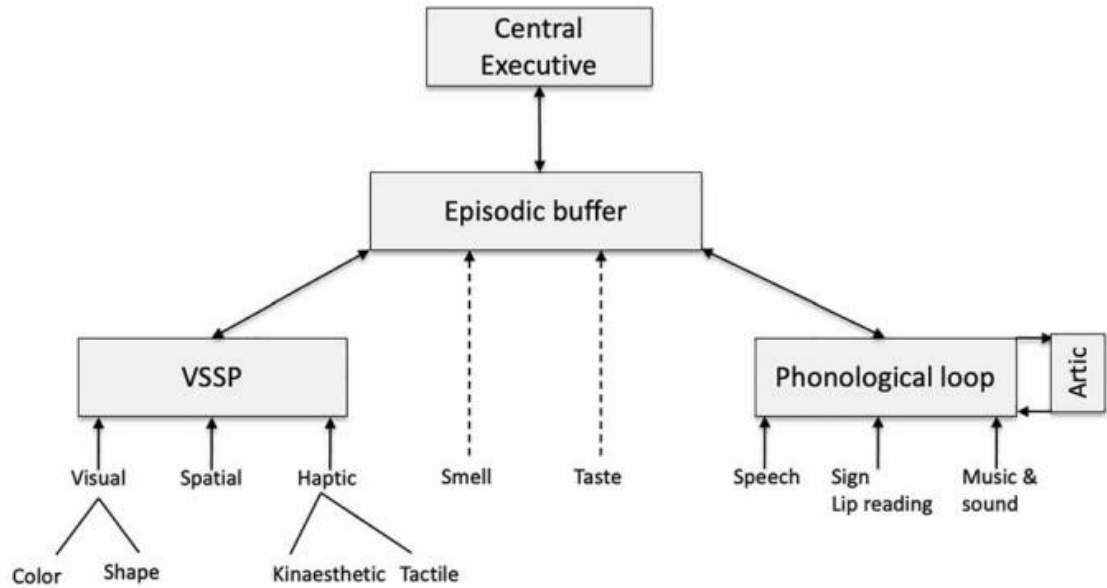 Central
Executive
Episodic buffer
VSSP
Phonological loop
Artic
Visual
Spatial
Haptic
Smell
Taste
Speech
Sign
Lip reading
Music &
sound
Color
Shape
Kinaesthetic
Tactile